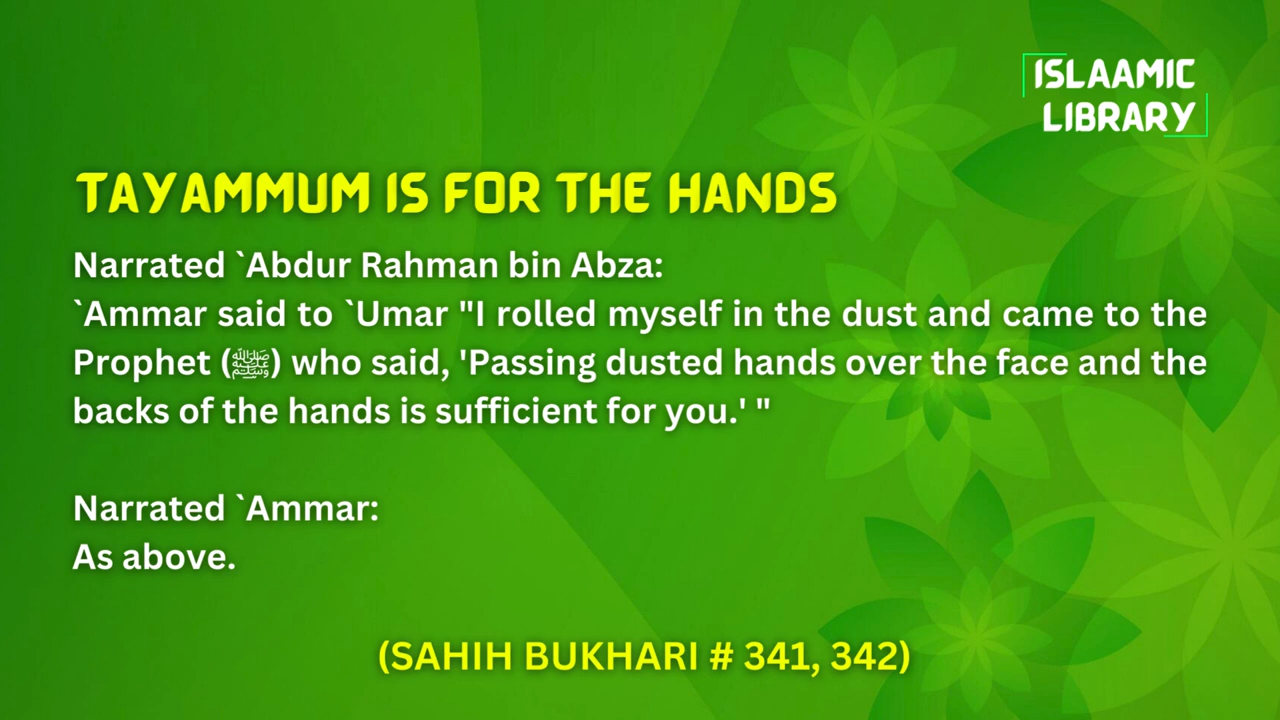 ISLAAMIC
LIBRARY
TAYAMMUM IS FOR THE HANDS
Narrated `Abdur Rahman bin Abza:
`Ammar said to `Umar "I rolled myself in the dust and came to the
Prophet (ﷺ) who said, 'Passing dusted hands over the face and the
backs of the hands is sufficient for you.' "
Narrated `Ammar:
As above.
(SAHIH BUKHARI # 341, 342)